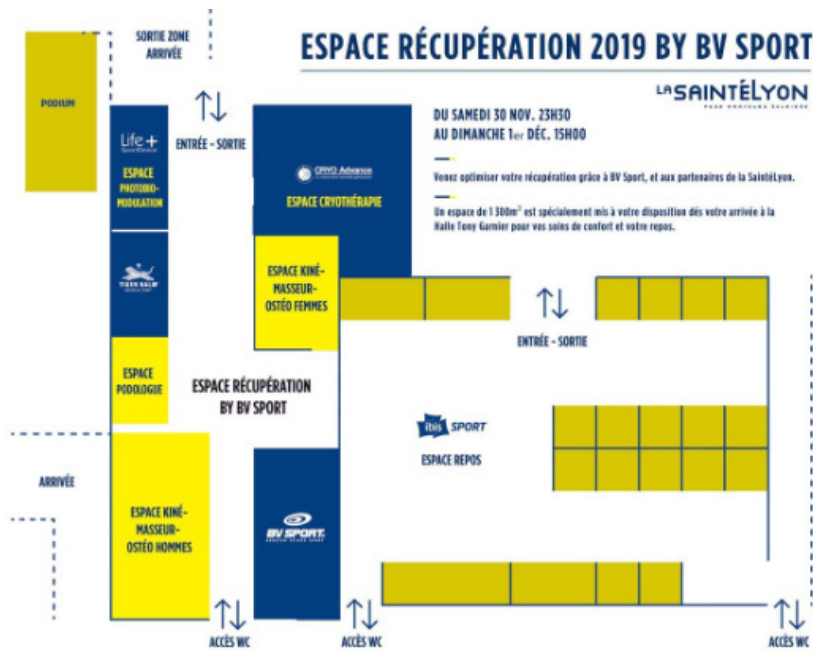 SORTIE ZONE
ARRIVÉE
ESPACE RÉCUPÉRATION 2019 BY BV SPORT
LA SAINTÉLYON
PODIUM
DU SAMEDI 30 NOV. 23H30
AU DIMANCHE 1er DÉC. 15H00
Life+
ENTRÉE - SORTIE
ESPACE
PHOTOBIO-
MODULATION
CRYO Advance
ESPACE CRYOTHÉRAPIE
Venez optimiser votre récupération grâce à BV Sport, et aux partenaires de la SaintéLyon.
Un espace de 1 300m² est spécialement mis à votre disposition dès votre arrivée à la
Halle Tony Garnier pour vos soins de confort et votre repos.
TIGER BALM
ESPACE KINÉ-
MASSEUR-
OSTÉO FEMMES
ENTRÉE - SORTIE
ESPACE
PODOLOGUE
ESPACE RÉCUPÉRATION
BY BV SPORT
ibis SPORT
ESPACE REPOS
ARRIVÉE
ESPACE KINÉ-
MASSEUR-
OSTÉO HOMMES
BV SPORT
ACCÈS WC
ACCÈS WC
ACCÈS WC